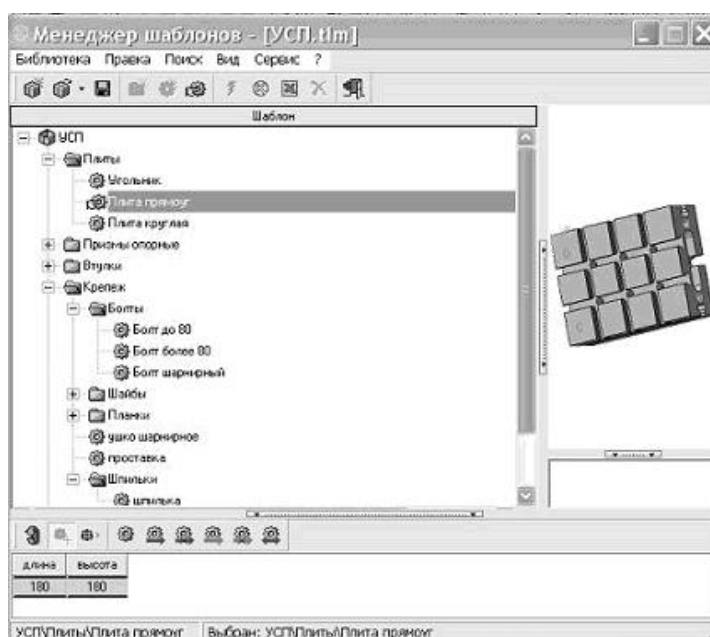 Менеджер шаблонов - [УСП.tlm]
Библиотека Правка Поиск Вид Сервис ?
Шаблон
УСП
Плиты
Угольник
Плита прямоуг
Плита круглая
Призмы опорные
Втулки
Крепеж
Болты
Болт до 80
Болт более 80
Болт шарнирный
Шайбы
Планки
ушко шарнирное
проставка
Шпильки
шпилька
длина высота
180 180
УСП\Плиты\Плита прямоуг Выбран: УСП\Плиты\Плита прямоуг